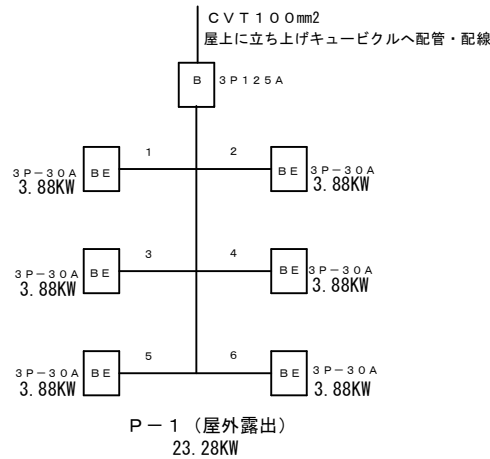 CVT100mm2
屋上に立ち上げキュービクルへ配管・配線
B 3P125A
1 2
3P-30A BE BE 3P-30A
3.88KW 3.88KW
3 4
3P-30A BE BE 3P-30A
3.88KW 3.88KW
5 6
3P-30A BE BE 3P-30A
3.88KW 3.88KW
P-1(屋外露出)
23.28KW